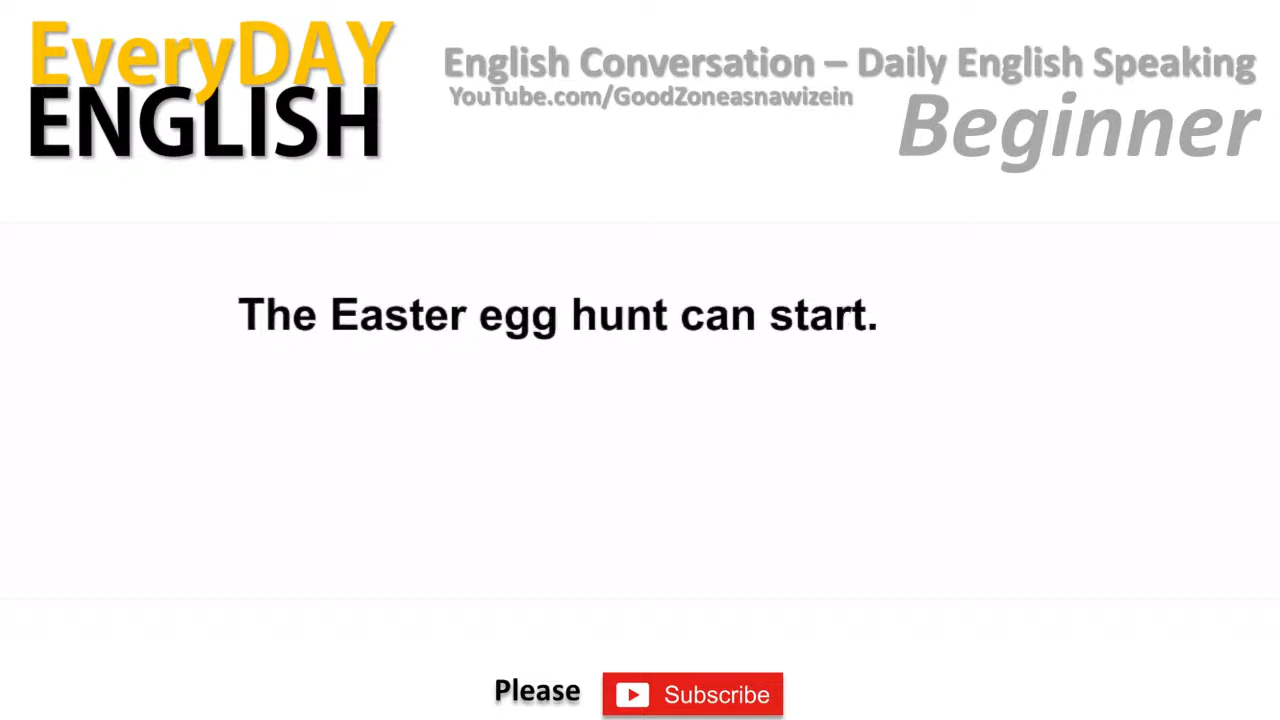 EveryDAY
ENGLISH
English Conversation – Daily English Speaking
YouTube.com/GoodZoneasnawizein
Beginner
The Easter egg hunt can start.
Please
Subscribe